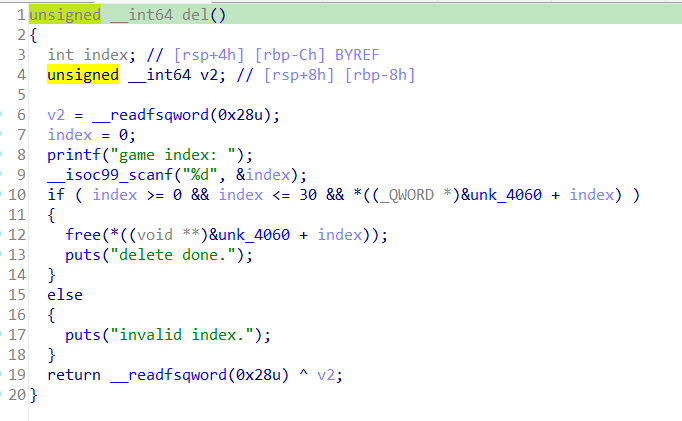 1 unsigned __int64 del()
2 {
3   int index; // [rsp+4h] [rbp-Ch] BYREF
4   unsigned __int64 v2; // [rsp+8h] [rbp-8h]
5
6   v2 = __readfsqword(0x28u);
7   index = 0;
8   printf("game index: ");
9   __isoc99_scanf("%d", &index);
10   if ( index >= 0 && index <= 30 && *((_QWORD *)&unk_4060 + index) )
11   {
12     free(*((void **)&unk_4060 + index));
13     puts("delete done.");
14   }
15   else
16   {
17     puts("invalid index.");
18   }
19   return __readfsqword(0x28u) ^ v2;
20 }